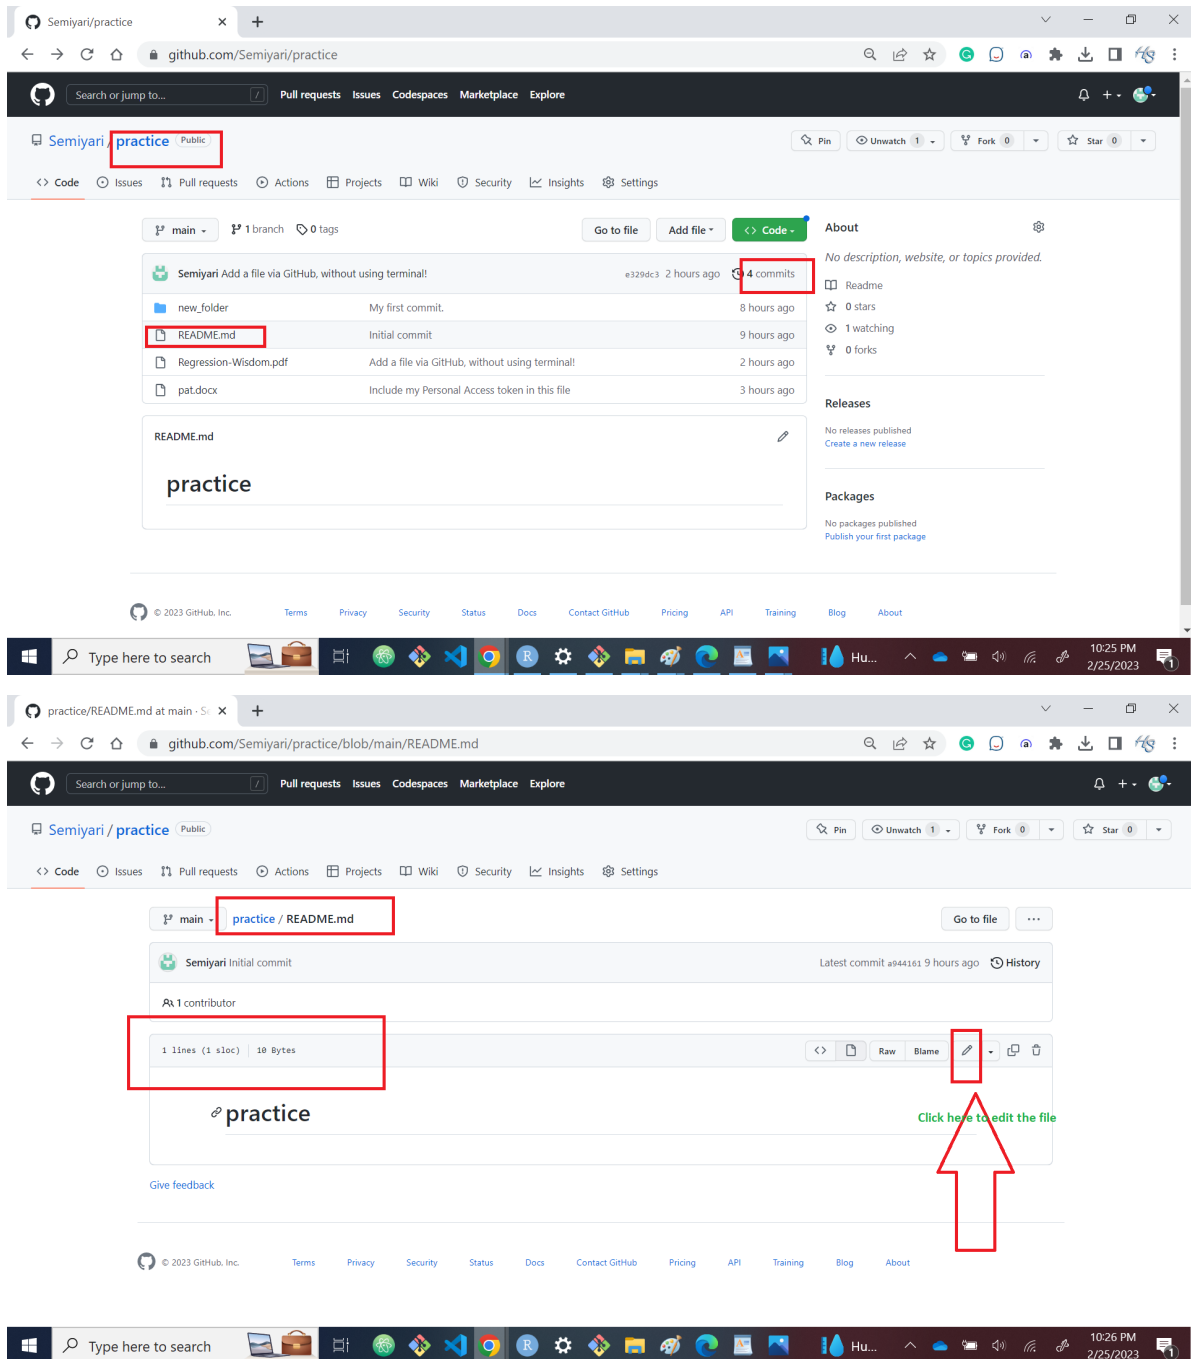 Semiyari/practice
github.com/Semiyari/practice
Search or jump to... / Pull requests Issues Codespaces Marketplace Explore
Semiyari / practice Public Pin Unwatch 1 Fork 0 Star 0
<> Code Issues Pull requests Actions Projects Wiki Security Insights Settings
main 1 branch 0 tags Go to file Add file <> Code
About
No description, website, or topics provided.
Semiyari Add a file via GitHub, without using terminal! e329dc3 2 hours ago 4 commits
Readme
new_folder My first commit. 8 hours ago
0 stars
README.md Initial commit 9 hours ago
1 watching
0 forks
Regression-Wisdom.pdf Add a file via GitHub, without using terminal! 2 hours ago
pat.docx Include my Personal Access token in this file 3 hours ago
Releases
No releases published
Create a new release
README.md
practice
Packages
No packages published
Publish your first package
© 2023 GitHub, Inc. Terms Privacy Security Status Docs Contact GitHub Pricing API Training Blog About
Type here to search R Hu... 10:25 PM
2/25/2023 1
practice/README.md at main · Se
github.com/Semiyari/practice/blob/main/README.md
Search or jump to... / Pull requests Issues Codespaces Marketplace Explore
Semiyari / practice Public Pin Unwatch 1 Fork 0 Star 0
<> Code Issues Pull requests Actions Projects Wiki Security Insights Settings
main practice / README.md Go to file ...
Semiyari Initial commit Latest commit a944161 9 hours ago History
1 contributor
1 lines (1 sloc) 10 Bytes <> Raw Blame
practice
Click here to edit the file
Give feedback
© 2023 GitHub, Inc. Terms Privacy Security Status Docs Contact GitHub Pricing API Training Blog About
Type here to search R Hu... 10:26 PM
2/25/2023 1